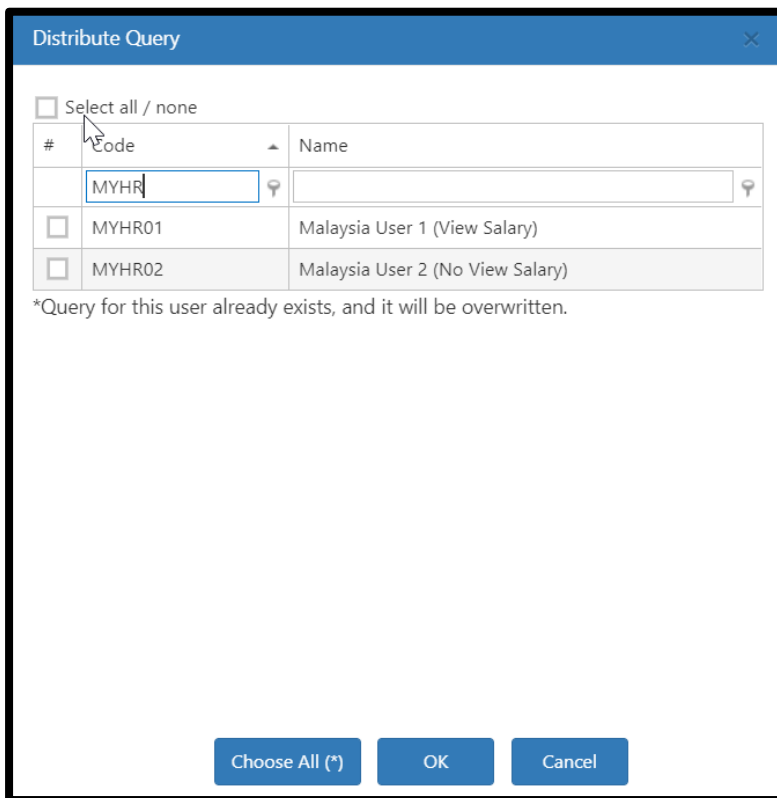 Distribute Query
Select all / none
# Code Name
MYHR
MYHR01 Malaysia User 1 (View Salary)
MYHR02 Malaysia User 2 (No View Salary)
*Query for this user already exists, and it will be overwritten.
Choose All (*) OK Cancel